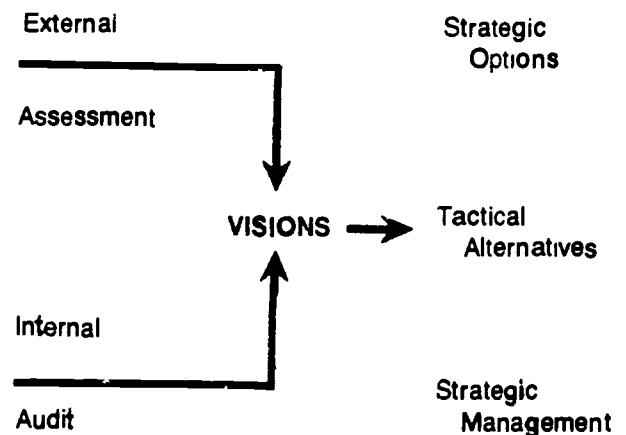 External
Assessment
Strategic
Options
VISIONS
Tactical
Alternatives
Internal
Audit
Strategic
Management